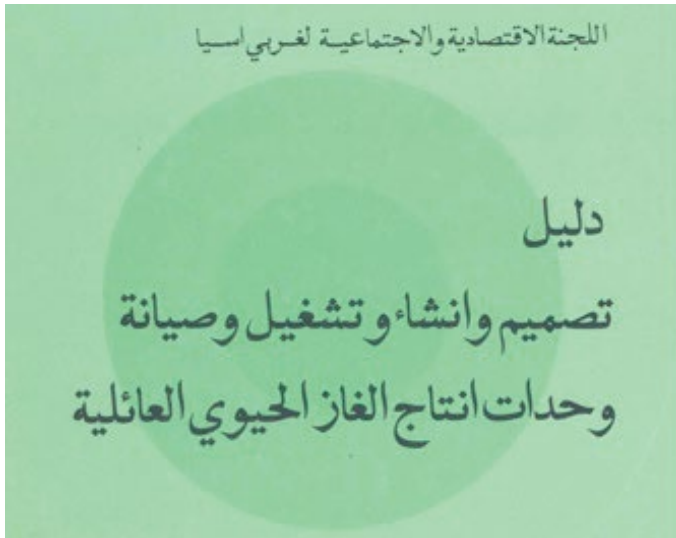 اللجنة الاقتصادية والاجتماعية لغربي اسيا
دليل
تصميم وانشاء وتشغيل وصيانة
وحدات انتاج الغاز الحيوي العائلية